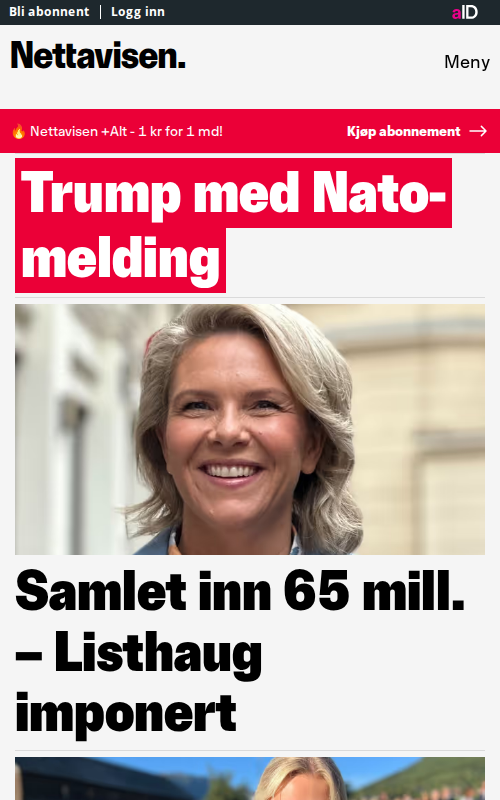 Bli abonnent | Logg inn
aID
Nettavisen.
Meny
🔥 Nettavisen +Alt - 1 kr for 1 md!
Kjøp abonnement →
Trump med Nato-
melding
Samlet inn 65 mill.
– Listhaug
imponert